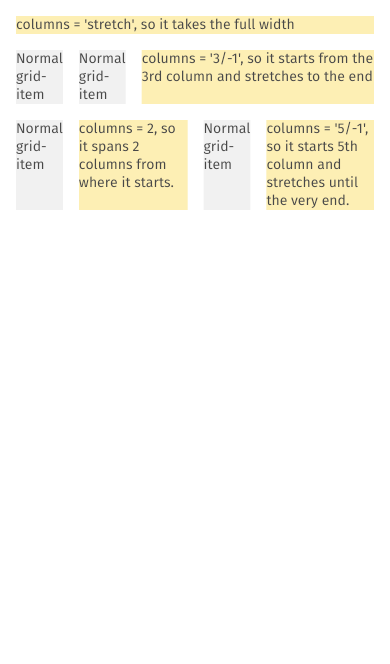 columns = 'stretch', so it takes the full width
Normal
grid-
item
Normal
grid-
item
columns = '3/-1', so it starts from the
3rd column and stretches to the end
Normal
grid-
item
columns = 2, so
it spans 2
columns from
where it starts.
Normal
grid-
item
columns = '5/-1',
so it starts 5th
column and
stretches until
the very end.